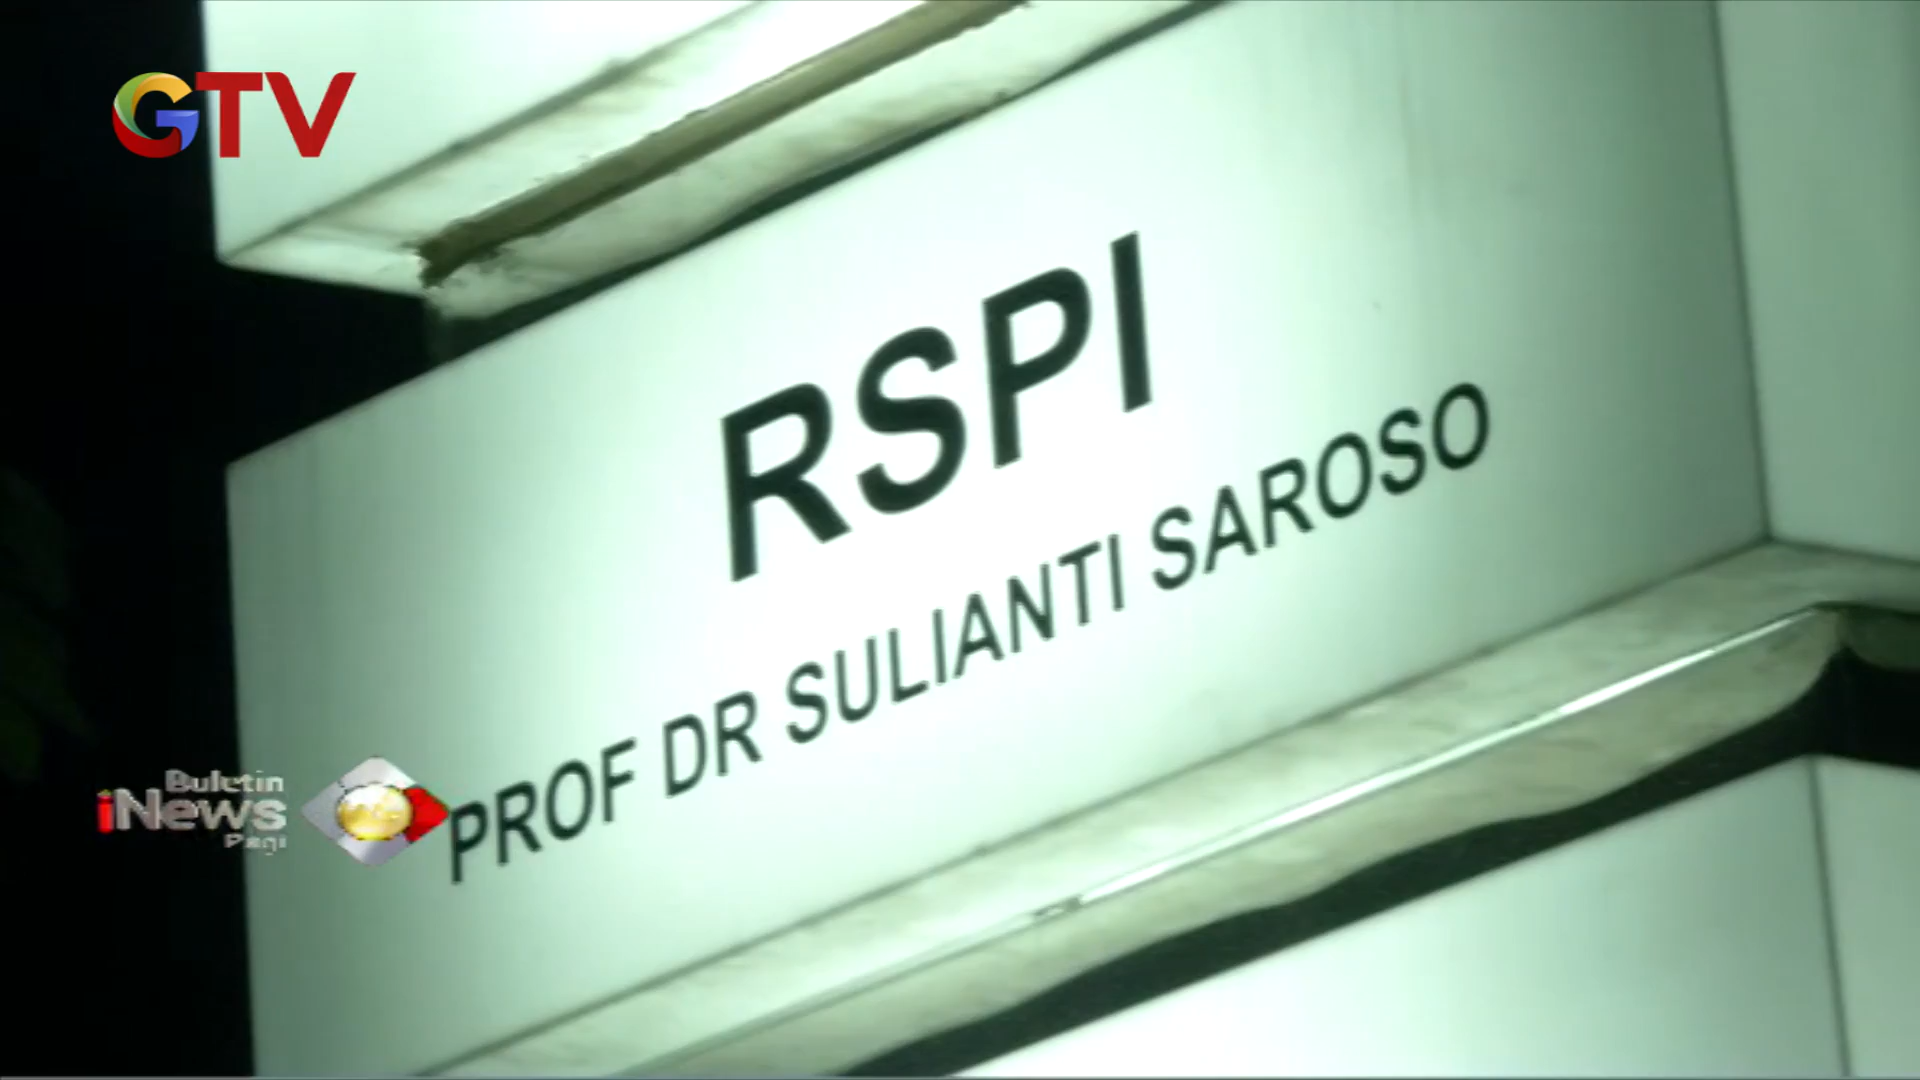 GTV
RSPI
PROF DR SULIANTI SAROSO
Buletin
iNews
Pagi